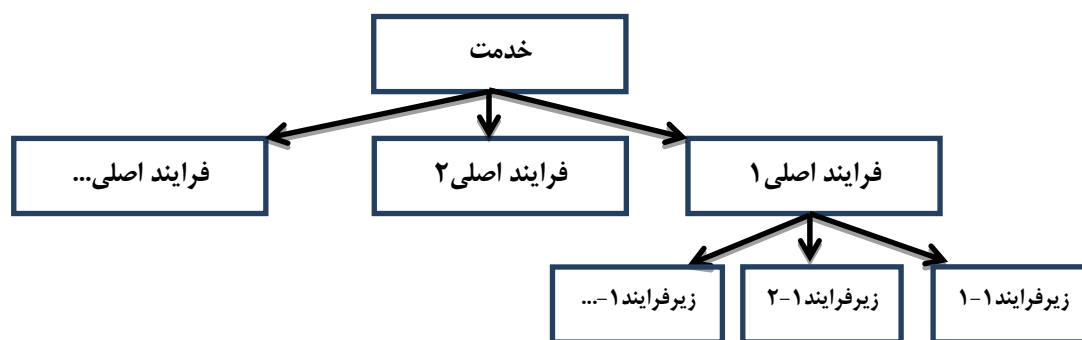 خدمت
فرایند اصلی۱
فرایند اصلی۲
فرایند اصلی...
زیرفرایند۱-۱
زیرفرایند۱-۲
زیرفرایند۱-...